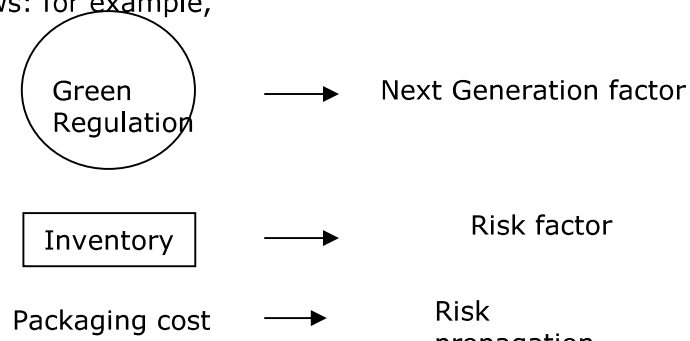 ws: for example,
Green
Regulation
Next Generation factor
Inventory
Risk factor
Packaging cost
Risk
propagation